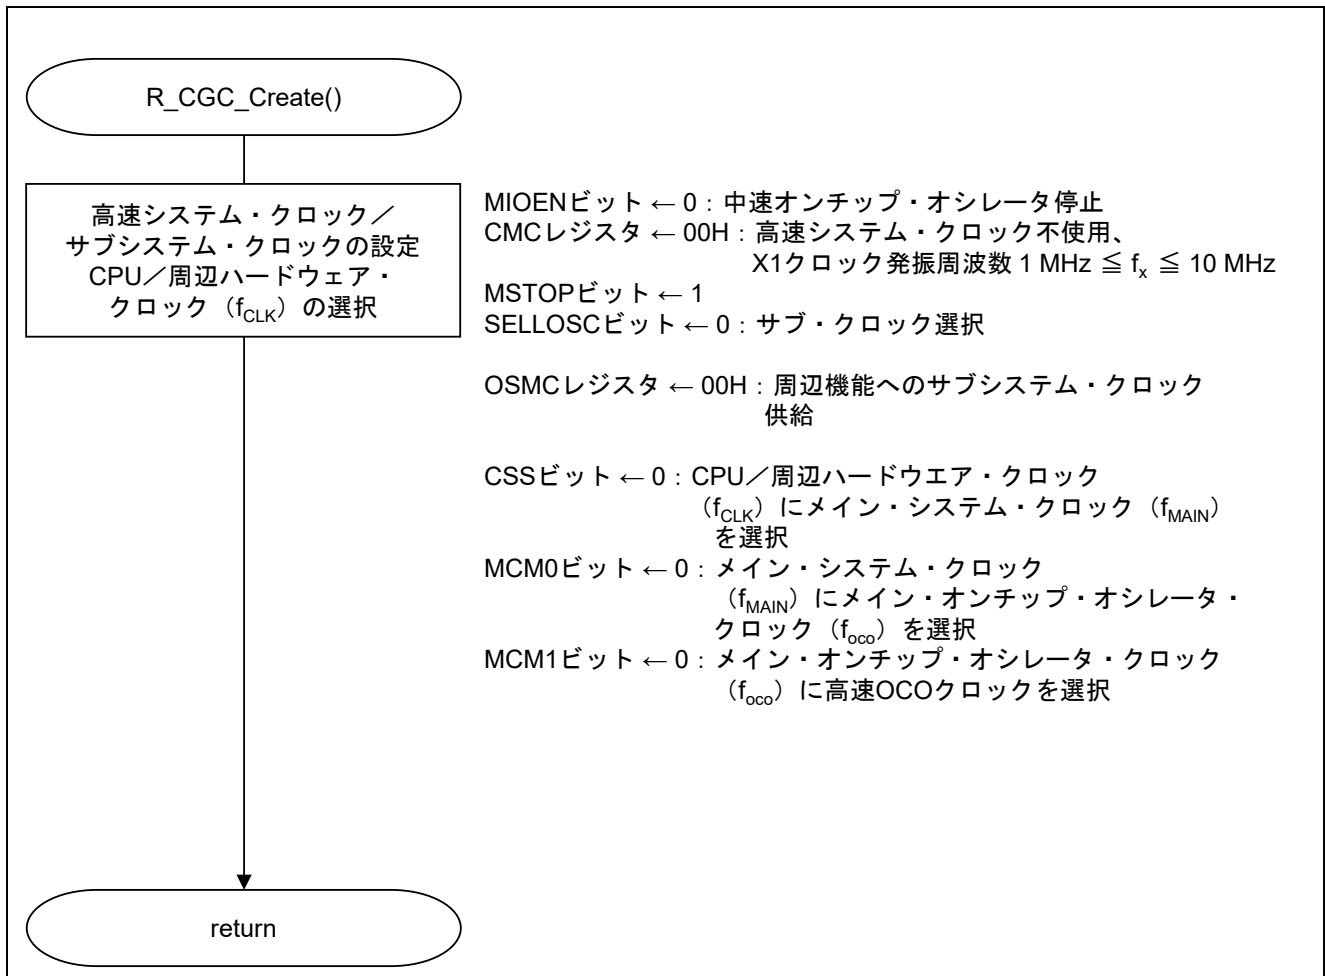 R_CGC_Create()
高速システム・クロック／
サブシステム・クロックの設定
CPU／周辺ハードウェア・
クロック（fCLK）の選択
MIOENビット ← 0：中速オンチップ・オシレータ停止
CMCレジスタ ← 00H：高速システム・クロック不使用、
X1クロック発振周波数 1 MHz ≦ fx ≦ 10 MHz
MSTOPビット ← 1
SELLOSCビット ← 0：サブ・クロック選択
OSMCレジスタ ← 00H：周辺機能へのサブシステム・クロック
供給
CSSビット ← 0：CPU／周辺ハードウエア・クロック
（fCLK）にメイン・システム・クロック（fMAIN）
を選択
MCM0ビット ← 0：メイン・システム・クロック
（fMAIN）にメイン・オンチップ・オシレータ・
クロック（foco）を選択
MCM1ビット ← 0：メイン・オンチップ・オシレータ・クロック
（foco）に高速OCOクロックを選択
return